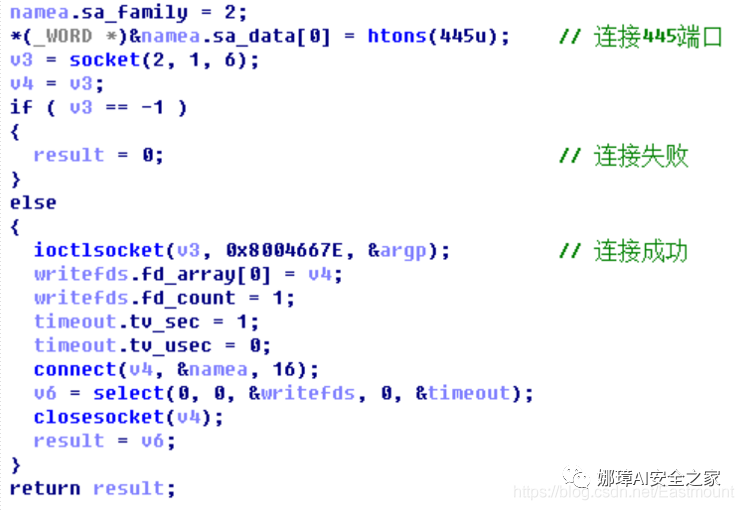 namea.sa_family = 2;
*(_WORD *)&namea.sa_data[0] = htons(445u); // 连接445端口
v3 = socket(2, 1, 6);
v4 = v3;
if ( v3 == -1 )
{
result = 0; // 连接失败
}
else
{
ioctlsocket(v3, 0x8004667E, &argp); // 连接成功
writefds.fd_array[0] = v4;
writefds.fd_count = 1;
timeout.tv_sec = 1;
timeout.tv_usec = 0;
connect(v4, &namea, 16);
v6 = select(0, 0, &writefds, 0, &timeout);
closesocket(v4);
result = v6;
}
return result;
娜璋AI安全之家
https://blog.csdn.net/Eastmount